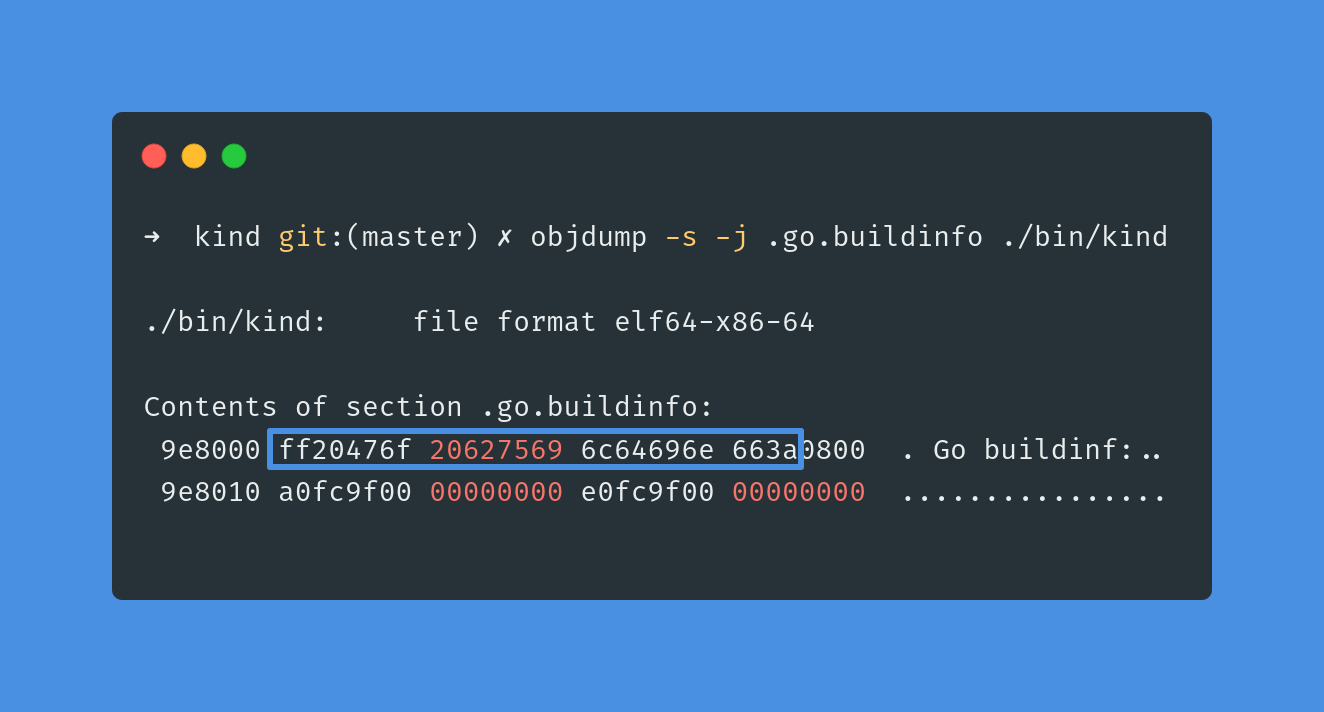 ➜  kind git:(master) ✗ objdump -s -j .go.buildinfo ./bin/kind
./bin/kind:     file format elf64-x86-64
Contents of section .go.buildinfo:
 9e8000 ff20476f 20627569 6c64696e 663a0800  . Go buildinf:..
 9e8010 a0fc9f00 00000000 e0fc9f00 00000000  ................